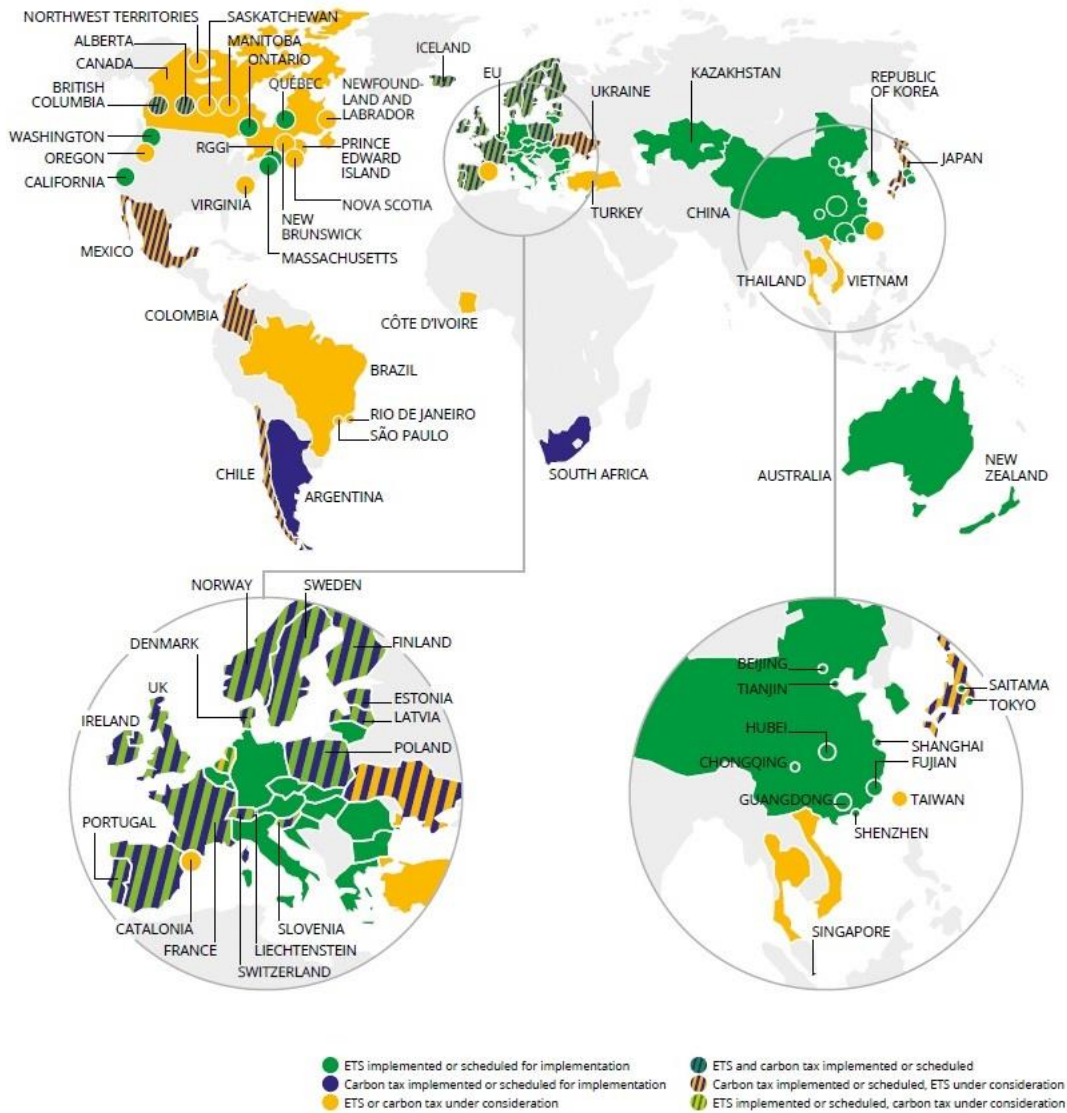 NORTHWEST TERRITORIES
SASKATCHEWAN
ALBERTA
MANITOBA
CANADA
ONTARIO
BRITISH
COLUMBIA
QUÉBEC
NEWFOUND-
LAND AND
LABRADOR
WASHINGTON
OREGON
RGGI
PRINCE
EDWARD
ISLAND
CALIFORNIA
VIRGINIA
NOVA SCOTIA
NEW
BRUNSWICK
MASSACHUSETTS
MEXICO
ICELAND
EU
UKRAINE
KAZAKHSTAN
REPUBLIC
OF KOREA
JAPAN
TURKEY
CHINA
THAILAND
VIETNAM
COLOMBIA
CÔTE D'IVOIRE
BRAZIL
RIO DE JANEIRO
SÃO PAULO
CHILE
ARGENTINA
SOUTH AFRICA
AUSTRALIA
NEW
ZEALAND
NORWAY
SWEDEN
DENMARK
FINLAND
UK
ESTONIA
IRELAND
LATVIA
POLAND
PORTUGAL
CATALONIA
SLOVENIA
FRANCE
LIECHTENSTEIN
SWITZERLAND
BEIJING
TIANJIN
SAITAMA
TOKYO
HUBEI
SHANGHAI
CHONGQING
FUJIAN
GUANGDONG
TAIWAN
SHENZHEN
SINGAPORE
ETS implemented or scheduled for implementation
Carbon tax implemented or scheduled for implementation
ETS or carbon tax under consideration
ETS and carbon tax implemented or scheduled
Carbon tax implemented or scheduled, ETS under consideration
ETS implemented or scheduled, carbon tax under consideration